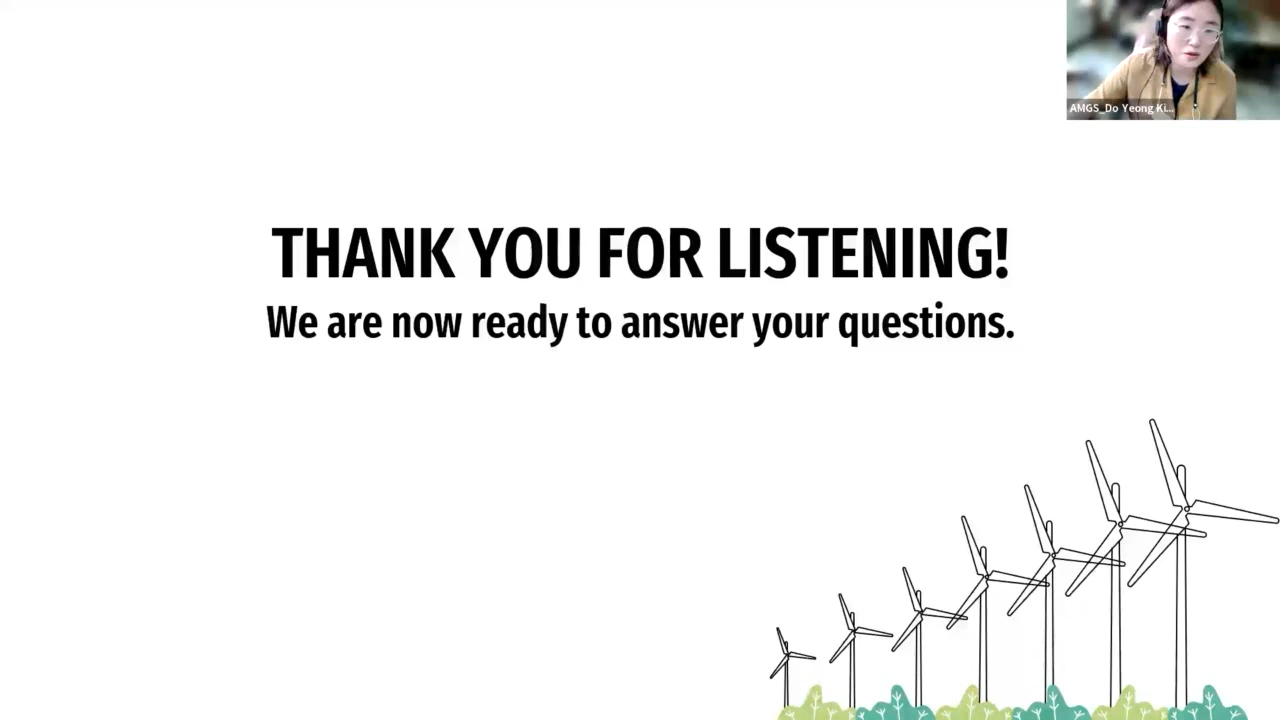 AMGS_Do Yeong Ki...
THANK YOU FOR LISTENING!
We are now ready to answer your questions.